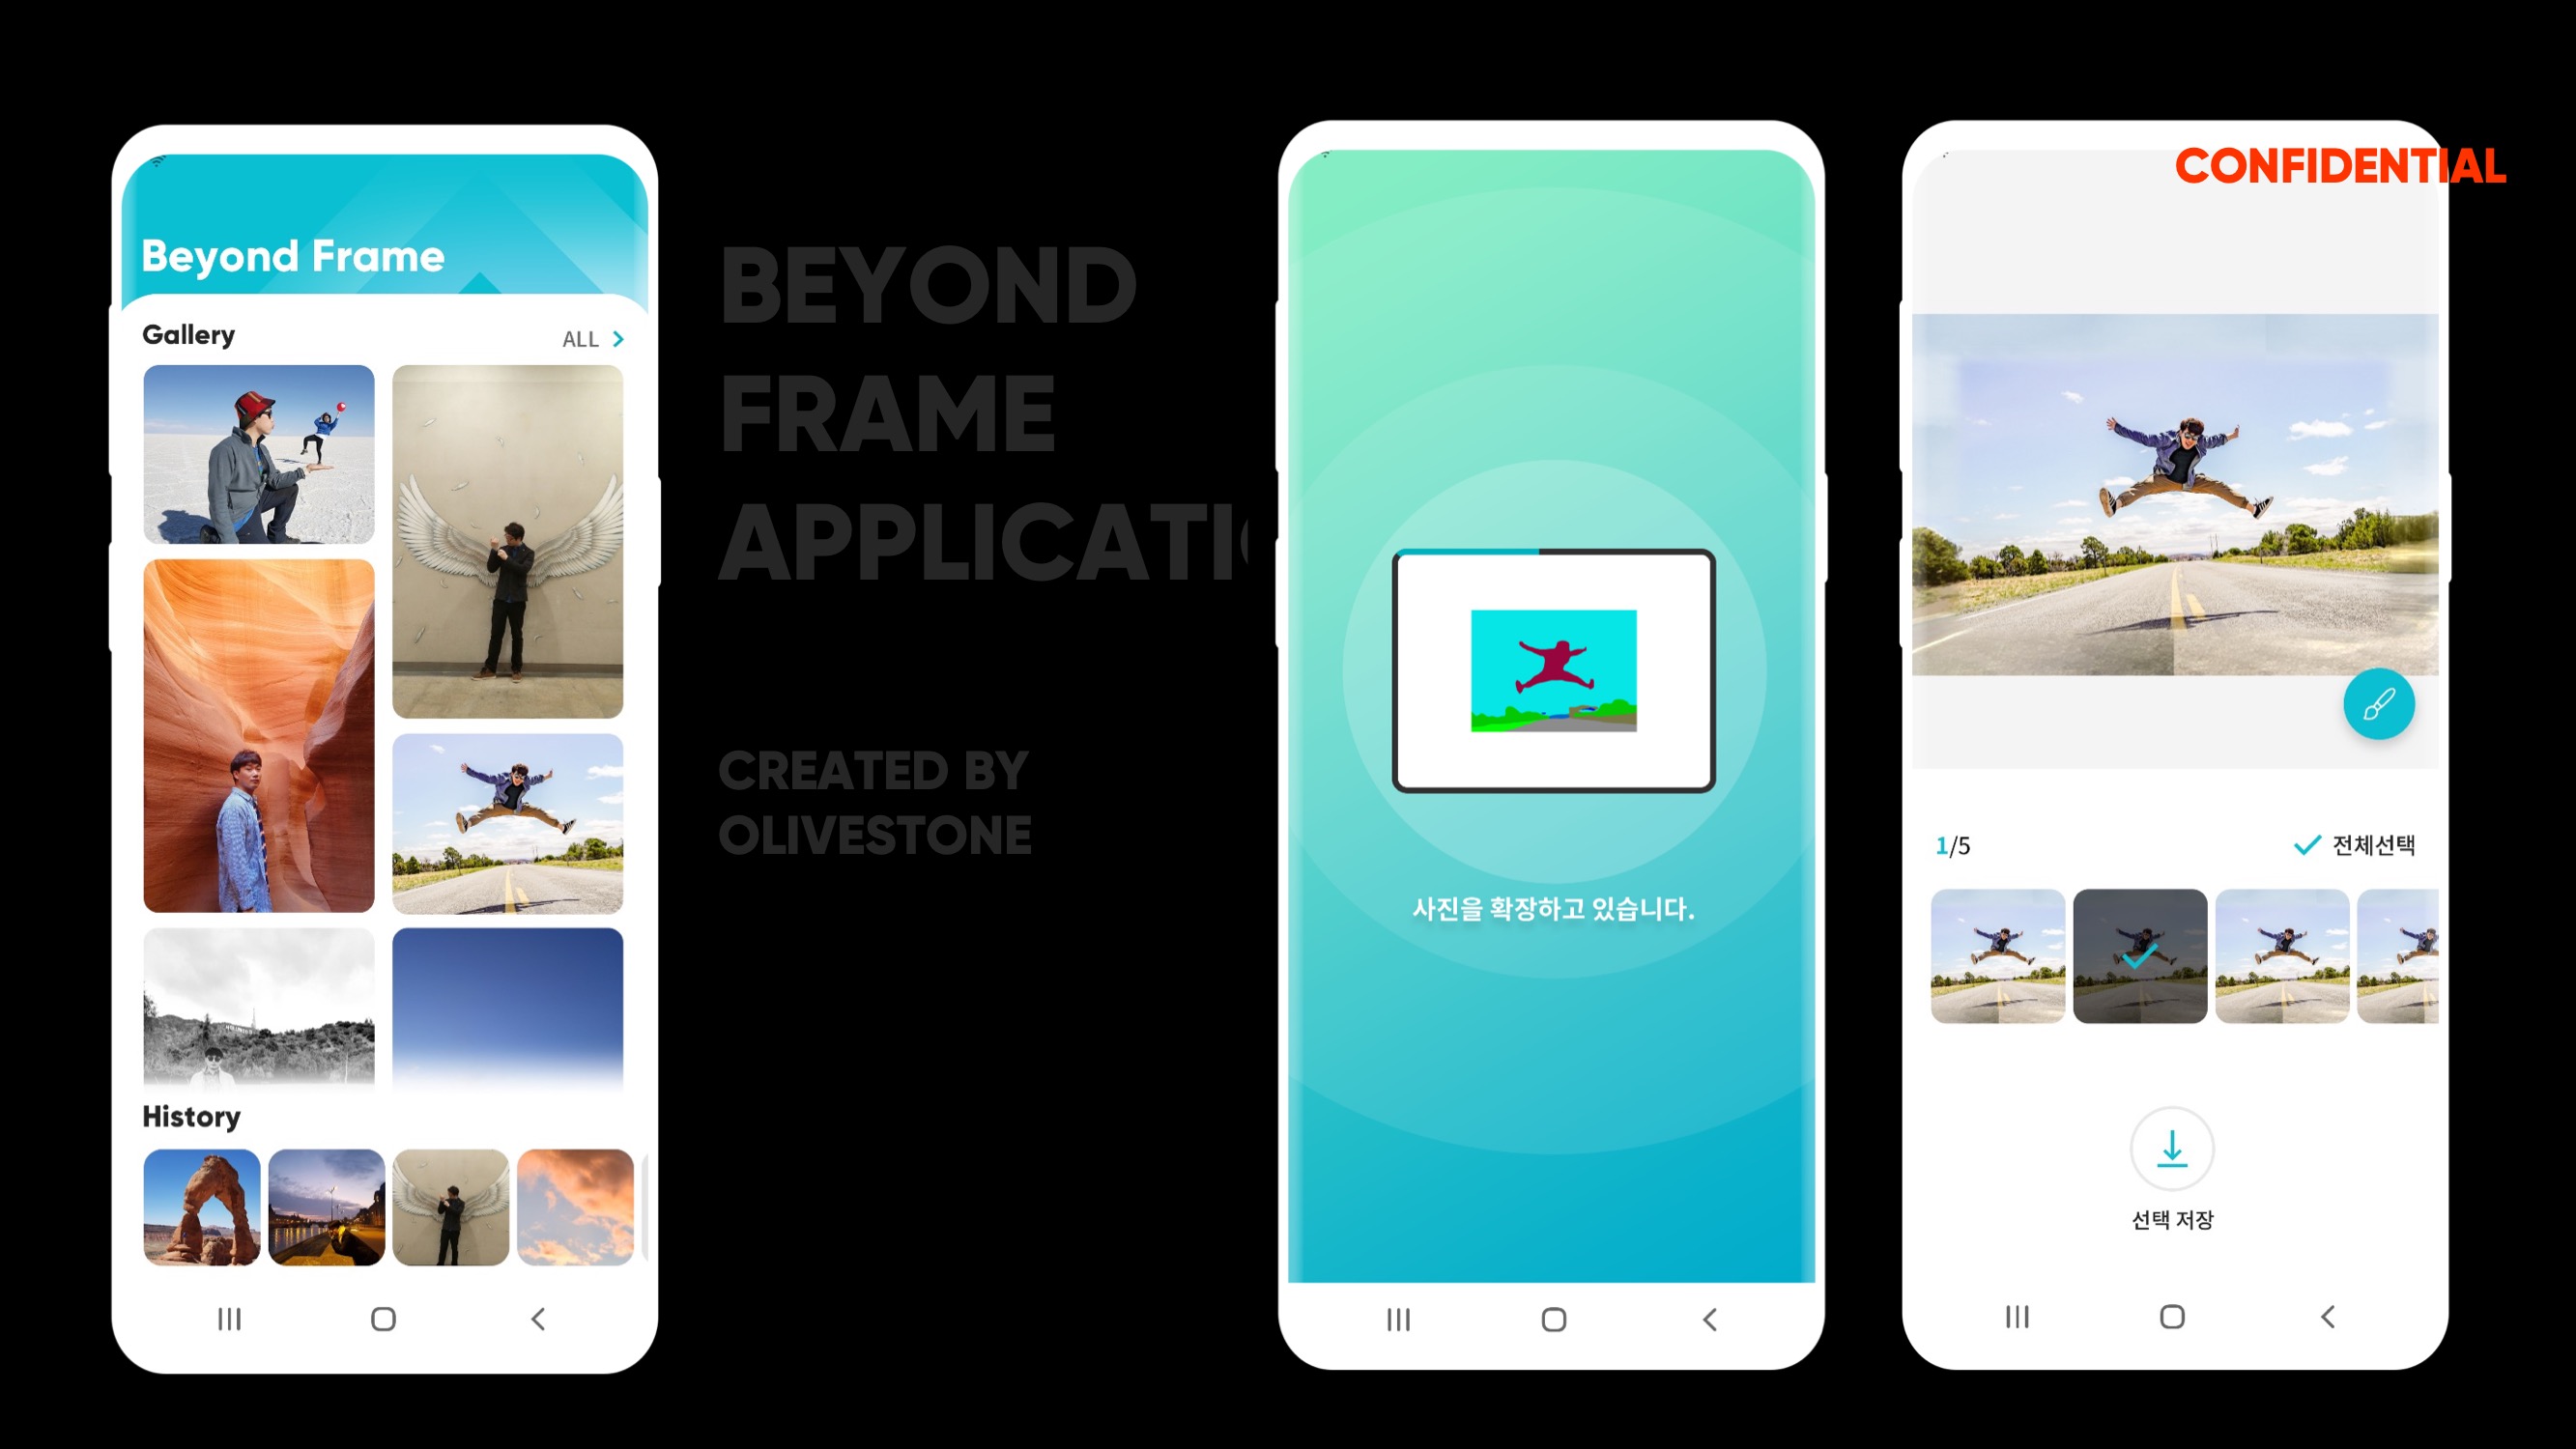 Beyond Frame
Gallery
ALL
History
BEYOND
FRAME
APPLICATI
CREATED BY
OLIVESTONE
사진을 확장하고 있습니다.
CONFIDENTIAL
1/5
전체선택
선택 저장